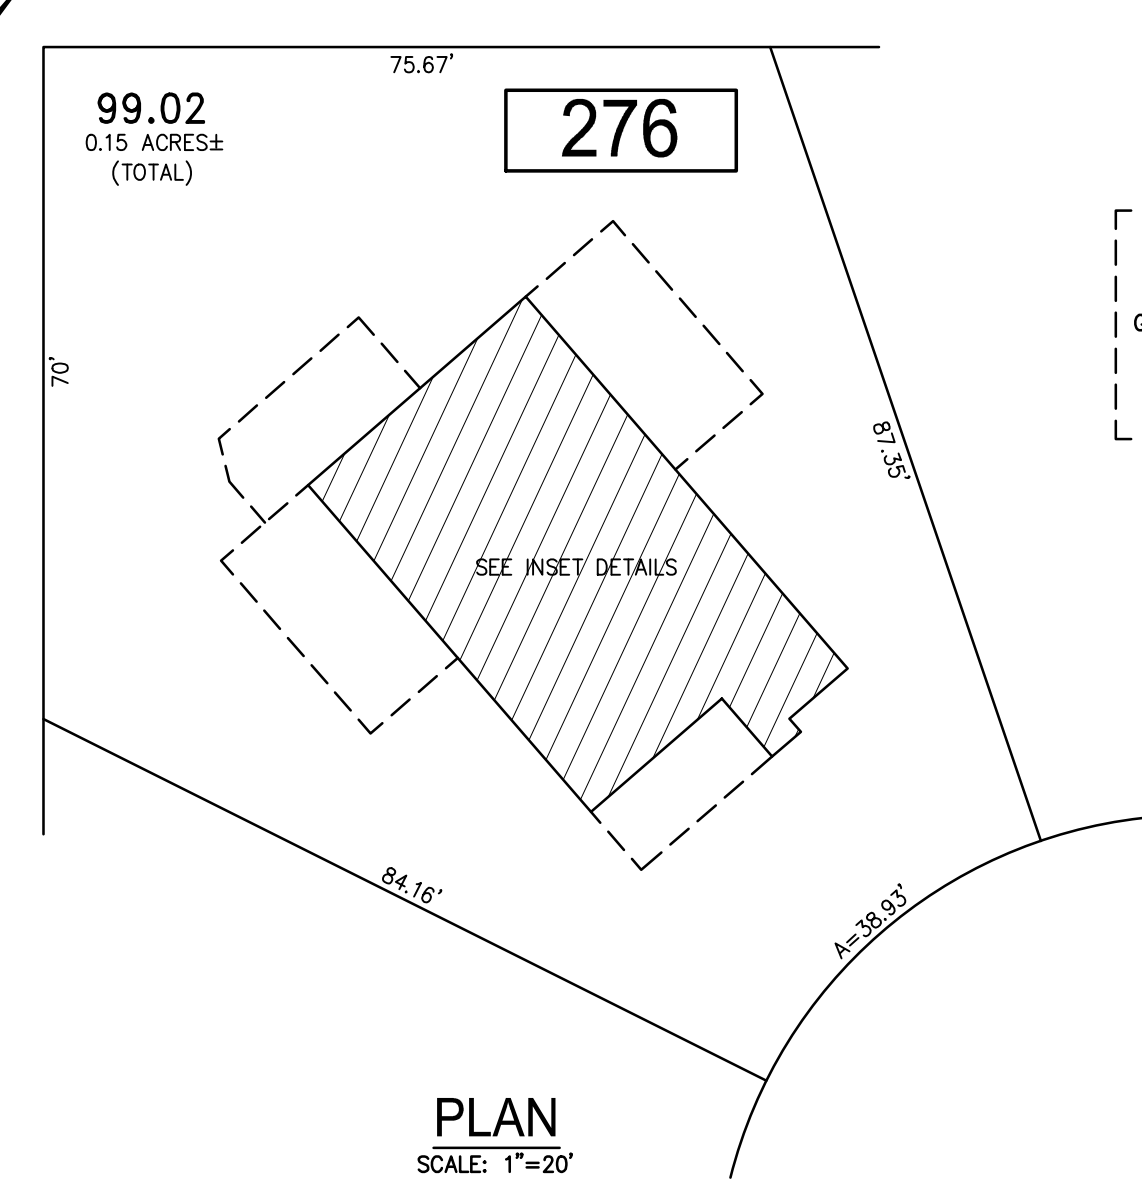 75.67'
99.02
0.15 ACRES±
(TOTAL)
276
70'
G
87.35'
SEE INSET DETAILS
84.16'
A=38.93'
PLAN
SCALE: 1"=20'